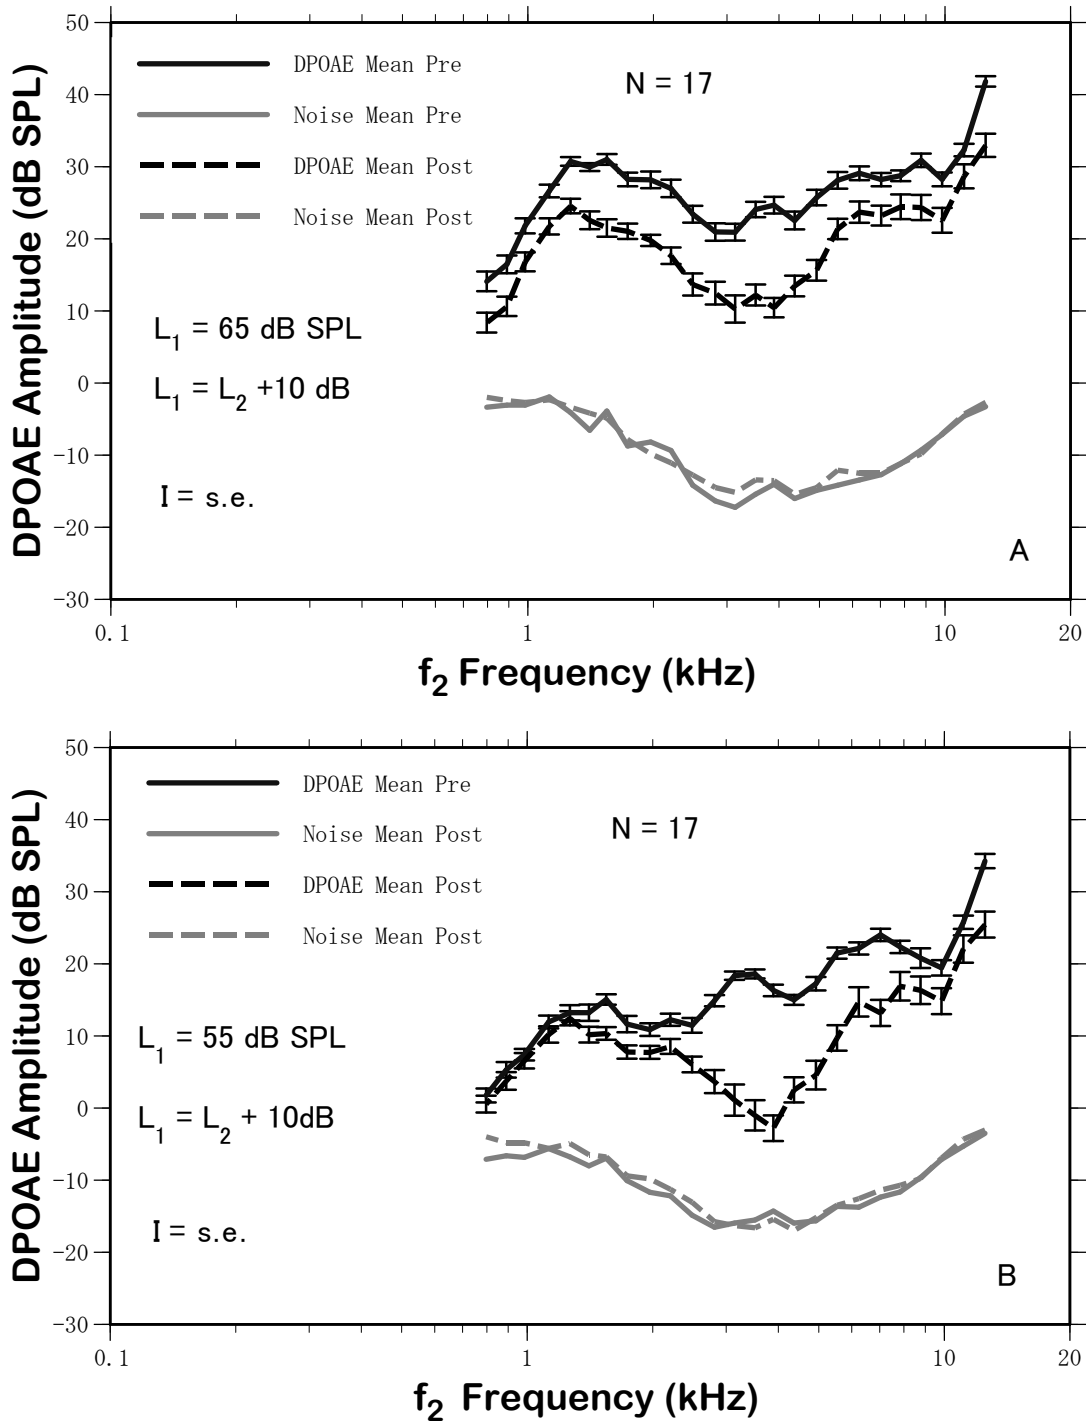 50
40
30
20
10
0
-10
-20
-30
DPOAE Amplitude (dB SPL)
DPOAE Mean Pre
Noise Mean Pre
DPOAE Mean Post
Noise Mean Post
N = 17
L1 = 65 dB SPL
L1 = L2 +10 dB
I = s.e.
A
0.1
1
10
20
f2 Frequency (kHz)
50
40
30
20
10
0
-10
-20
-30
DPOAE Amplitude (dB SPL)
DPOAE Mean Pre
Noise Mean Post
DPOAE Mean Post
Noise Mean Post
N = 17
L1 = 55 dB SPL
L1 = L2 + 10dB
I = s.e.
B
0.1
1
10
20
f2 Frequency (kHz)